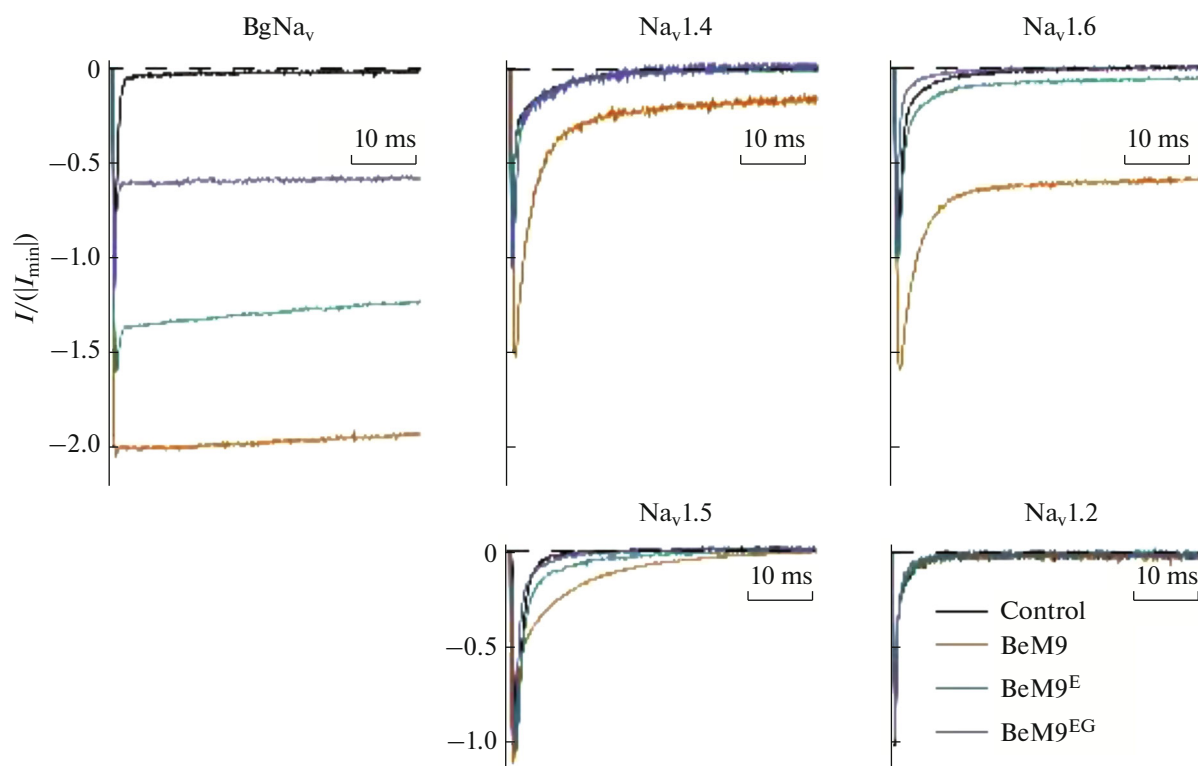 BgNaᵥ
Naᵥ1.4
Naᵥ1.6
0
−0.5
−1.0
−1.5
−2.0
I/(|Iₘᵢₙ|)
10 ms
0
10 ms
10 ms
Naᵥ1.5
Naᵥ1.2
0
−0.5
−1.0
10 ms
10 ms
Control
BeM9
BeM9ᴱ
BeM9ᴱᴳ